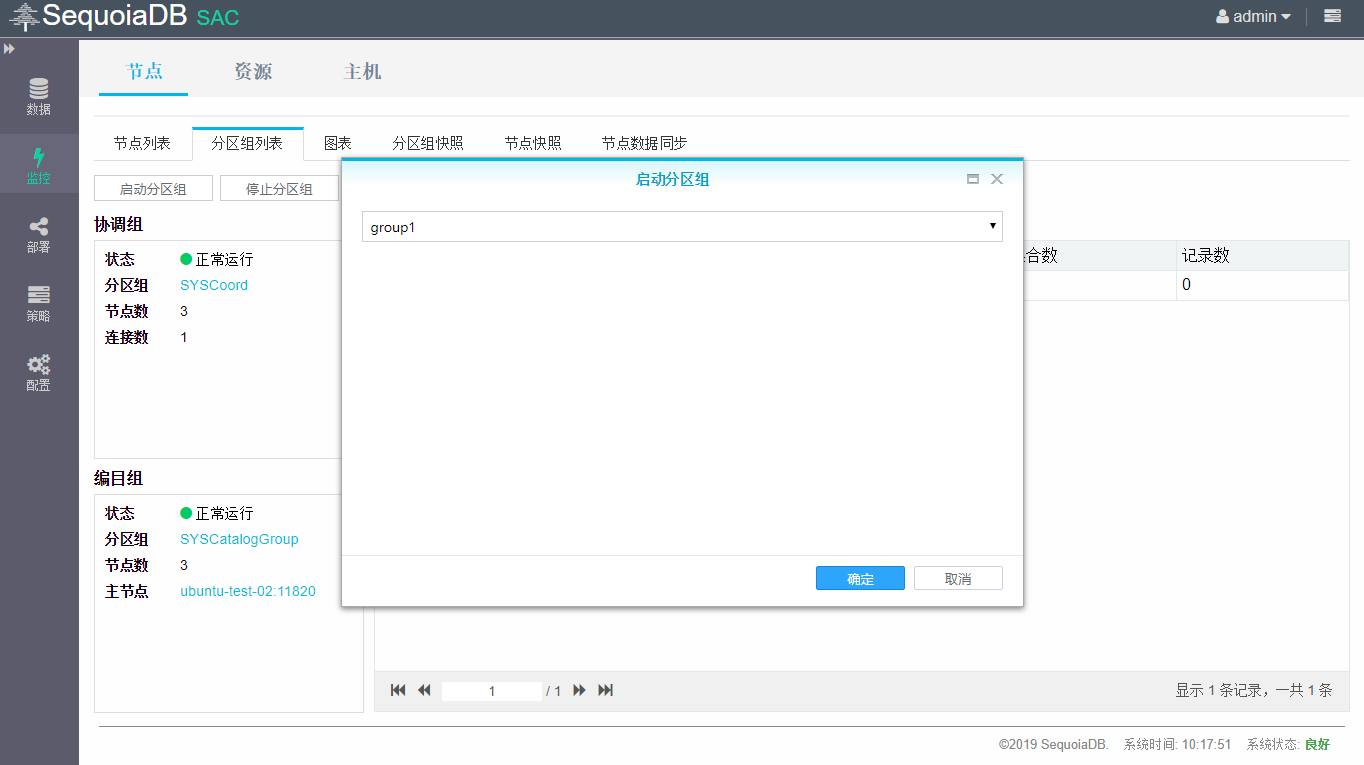 SequoiaDB SAC
admin
数据
监控
部署
策略
配置
节点 资源 主机
节点列表 分区组列表 图表 分区组快照 节点快照 节点数据同步
启动分区组 停止分区组
协调组
状态 正常运行
分区组 SYSCoord
节点数 3
连接数 1
编目组
状态 正常运行
分区组 SYSCatalogGroup
节点数 3
主节点 ubuntu-test-02:11820
启动分区组
group1
确定 取消
合数 记录数
0
1 / 1
显示 1 条记录，一共 1 条
©2019 SequoiaDB. 系统时间: 10:17:51 系统状态: 良好